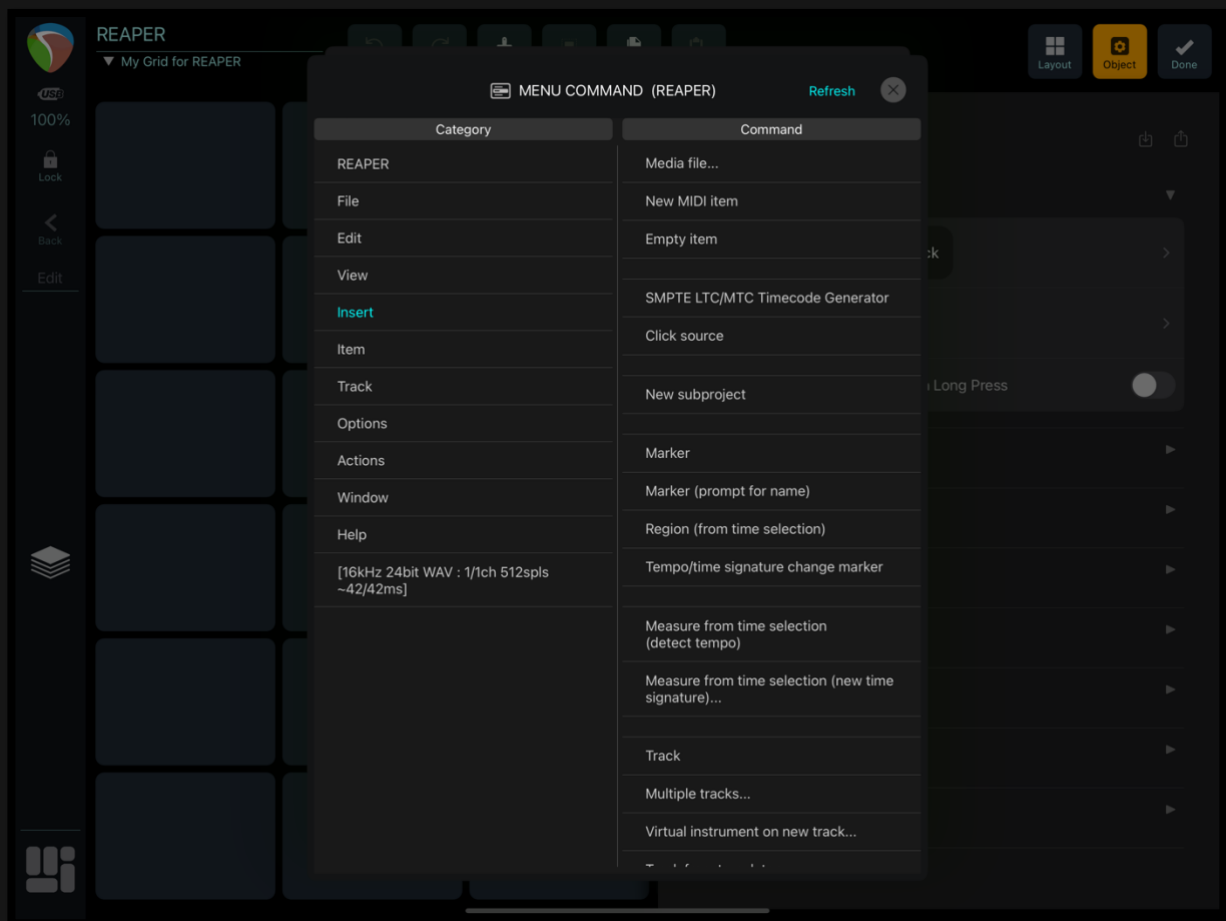 REAPER
▼ My Grid for REAPER
USB
100%
Lock
Back
Edit
Layout
Object
Done
MENU COMMAND (REAPER)
Refresh
Category
REAPER
File
Edit
View
Insert
Item
Track
Options
Actions
Window
Help
[16kHz 24bit WAV : 1/1ch 512spls
~42/42ms]
Command
Media file...
New MIDI item
Empty item
SMPTE LTC/MTC Timecode Generator
Click source
New subproject
Marker
Marker (prompt for name)
Region (from time selection)
Tempo/time signature change marker
Measure from time selection
(detect tempo)
Measure from time selection (new time
signature)...
Track
Multiple tracks...
Virtual instrument on new track...
Long Press